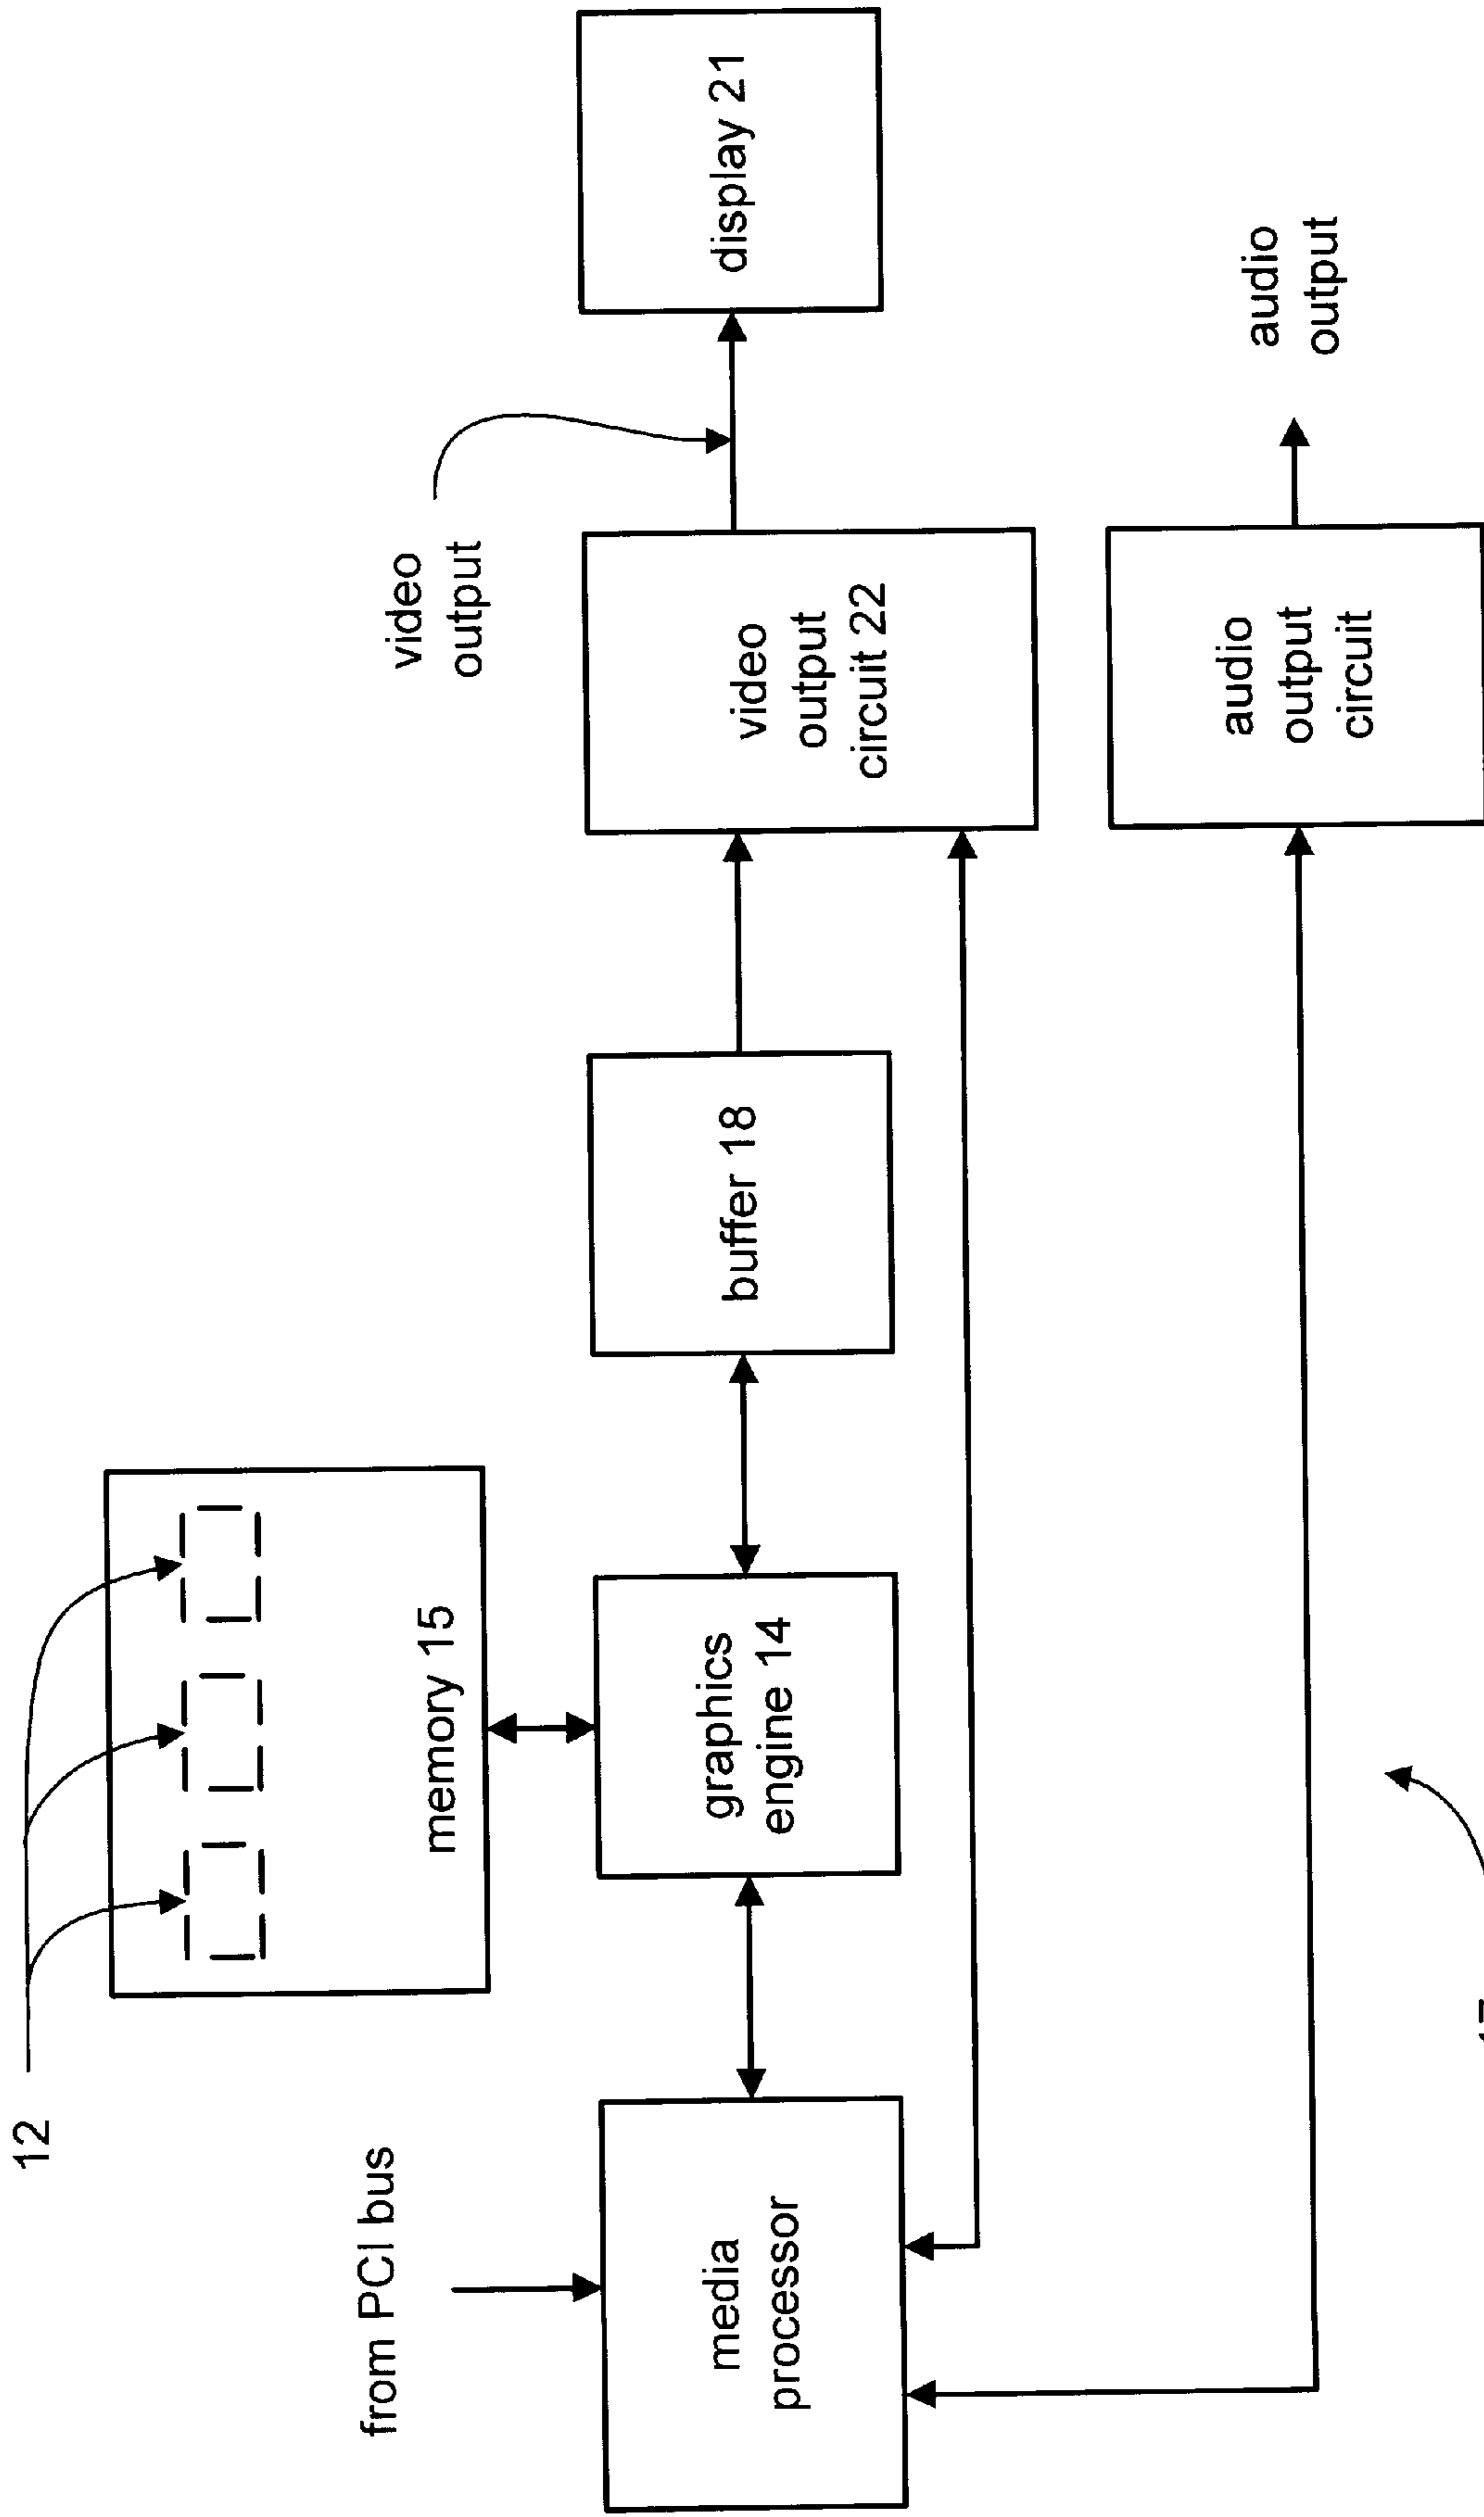 12
from PCI bus
media
processor
memory 15
graphics
engine 14
buffer 18
video
output
video
output
circuit 22
display 21
audio
output
circuit
audio
output